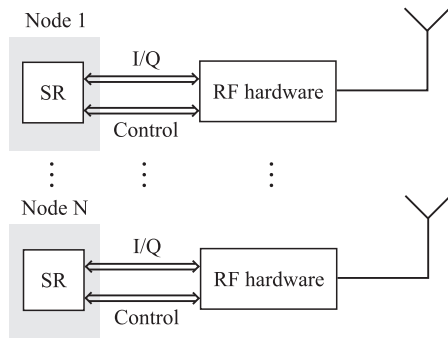 Node 1
I/Q
SR
RF hardware
Control
Node N
I/Q
SR
RF hardware
Control